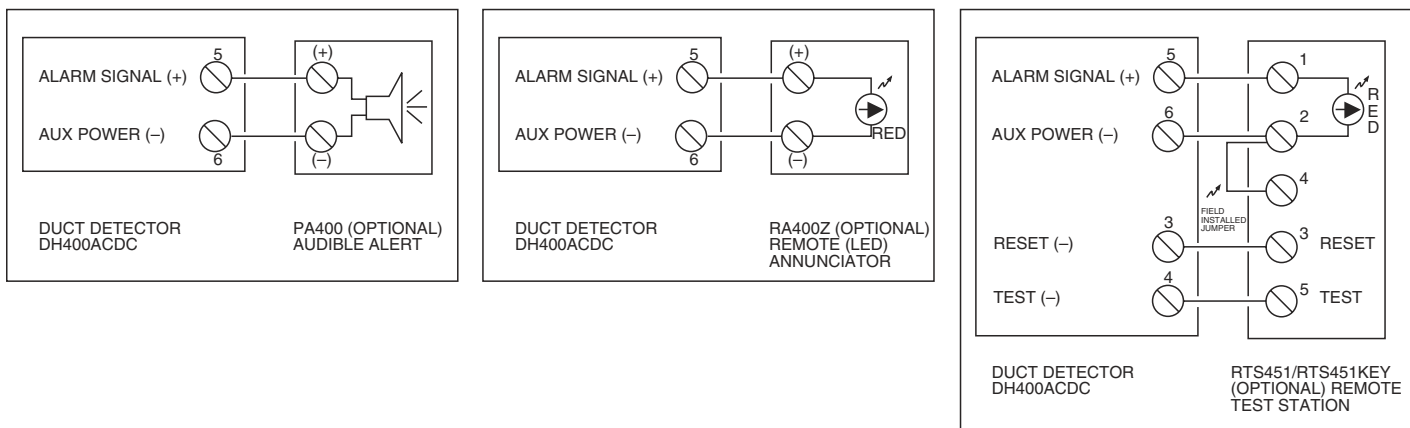 5
(+)
ALARM SIGNAL (+)
AUX POWER (–)
6
(–)
DUCT DETECTOR
DH400ACDC
PA400 (OPTIONAL)
AUDIBLE ALERT
5
(+)
ALARM SIGNAL (+)
AUX POWER (–)
RED
6
(–)
DUCT DETECTOR
DH400ACDC
RA400Z (OPTIONAL)
REMOTE (LED)
ANNUNCIATOR
5
1
ALARM SIGNAL (+)
RED
6
2
AUX POWER (–)
4
FIELD
INSTALLED
JUMPER
3
RESET (–)
3
RESET
4
TEST (–)
5
TEST
DUCT DETECTOR
DH400ACDC
RTS451/RTS451KEY
(OPTIONAL) REMOTE
TEST STATION